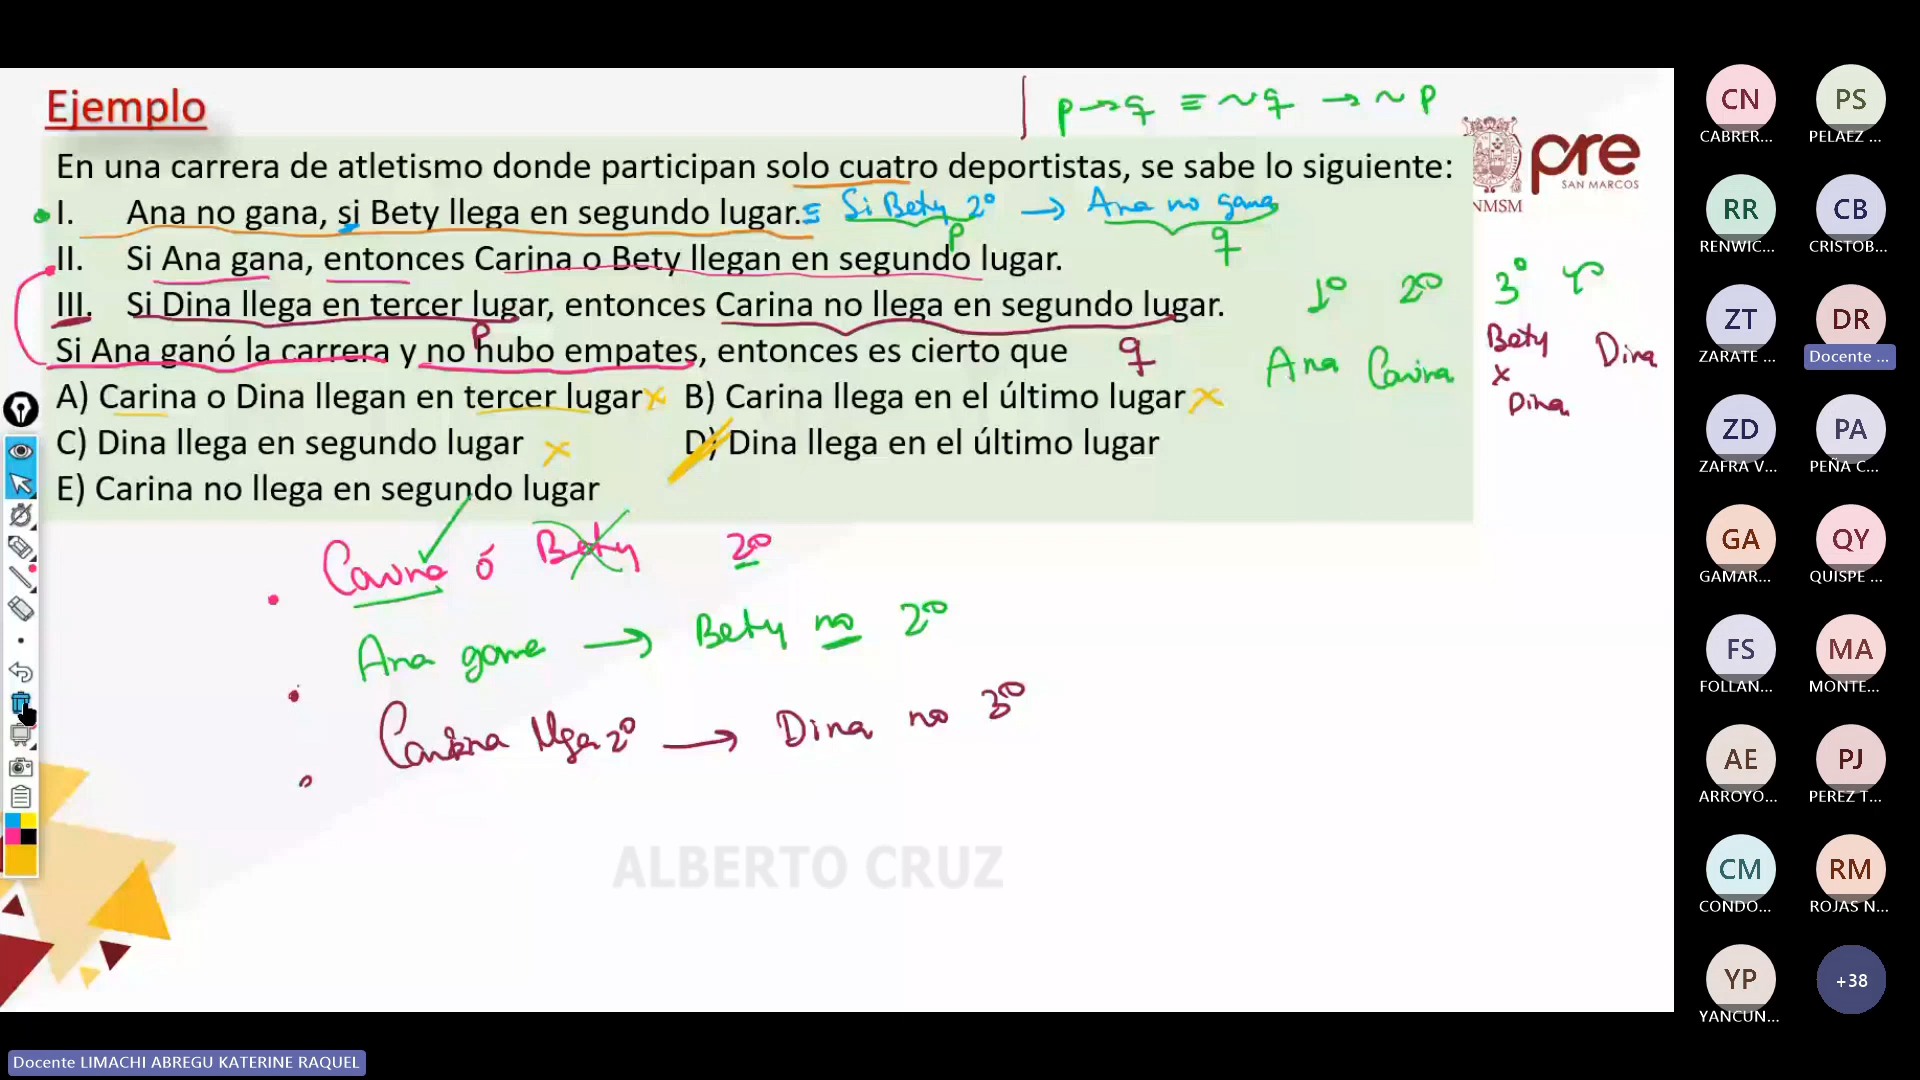 Ejemplo
p → q ≡ ~q → ~p
pre
SAN MARCOS
NMSM
En una carrera de atletismo donde participan solo cuatro deportistas, se sabe lo siguiente:
I. Ana no gana, si Bety llega en segundo lugar. ≡ Si Bety 2° → Ana no gana
p q
II. Si Ana gana, entonces Carina o Bety llegan en segundo lugar.
III. Si Dina llega en tercer lugar, entonces Carina no llega en segundo lugar.
p q
1° 2° 3° 4°
Si Ana ganó la carrera y no hubo empates, entonces es cierto que
Ana Carina Bety Dina
x Dina
A) Carina o Dina llegan en tercer lugar x B) Carina llega en el último lugar x
C) Dina llega en segundo lugar x D) Dina llega en el último lugar
E) Carina no llega en segundo lugar
Carina ó Bety 2°
Ana gana → Bety no 2°
Carina llega 2° → Dina no 3°
ALBERTO CRUZ
CN PS
CABRER... PELAEZ ...
RR CB
RENWIC... CRISTOB...
ZT DR
ZARATE ... Docente ...
ZD PA
ZAFRA V... PEÑA C...
GA QY
GAMAR... QUISPE ...
FS MA
FOLLAN... MONTE...
AE PJ
ARROYO... PEREZ T...
CM RM
CONDO... ROJAS N...
YP +38
YANCUN...
Docente LIMACHI ABREGU KATERINE RAQUEL